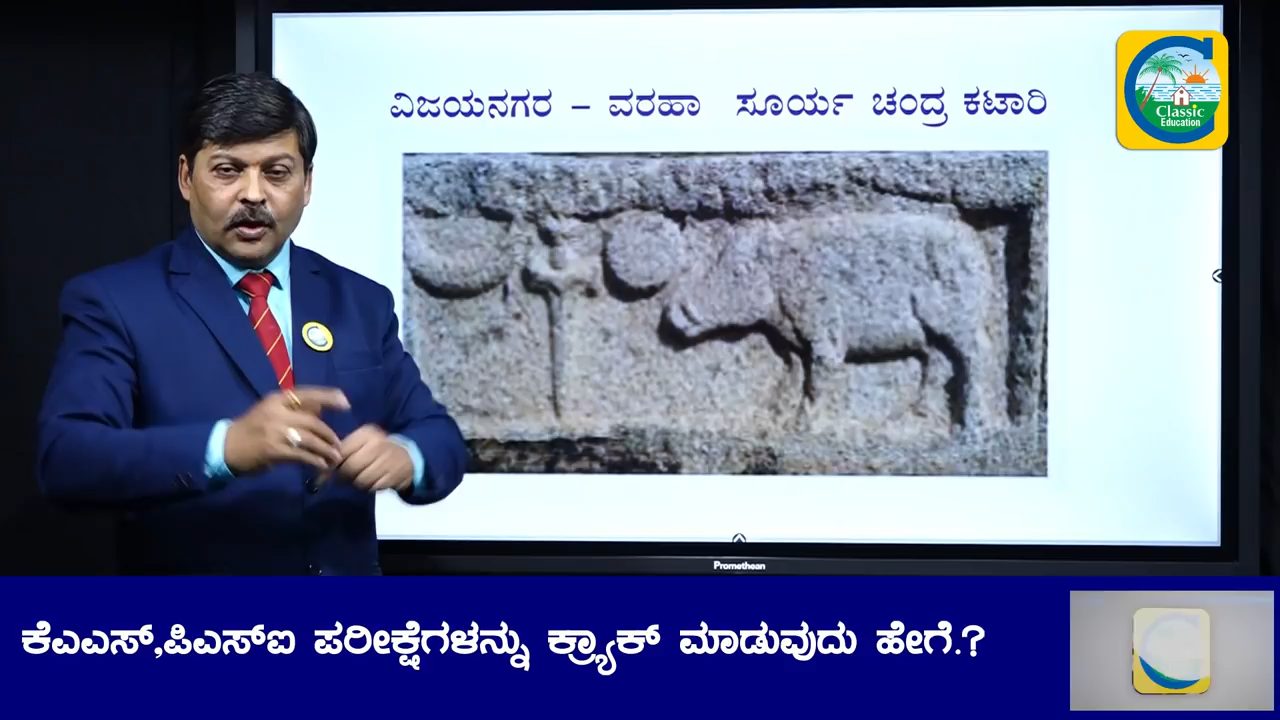 ವಿಜಯನಗರ – ವರಹಾ ಸೂರ್ಯ ಚಂದ್ರ ಕಟಾರಿ
Classic
Education
Promethean
ಕೆಎಎಸ್,ಪಿಎಸ್ಐ ಪರೀಕ್ಷೆಗಳನ್ನು ಕ್ರ್ಯಾಕ್ ಮಾಡುವುದು ಹೇಗೆ.?